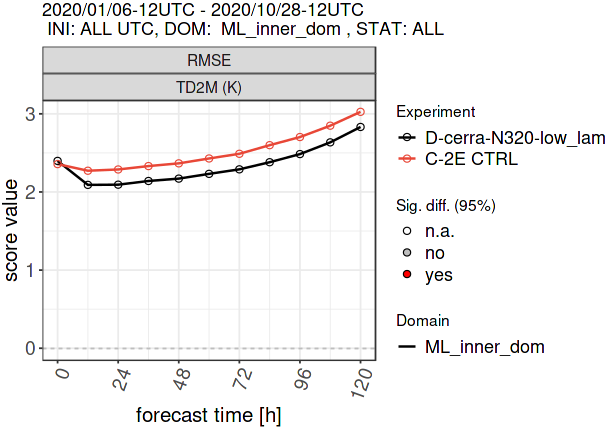 2020/01/06-12UTC - 2020/10/28-12UTC
INI: ALL UTC, DOM:  ML_inner_dom , STAT: ALL
RMSE
TD2M (K)
score value
3
2
1
0
0
24
48
72
96
120
forecast time [h]
Experiment
D-cerra-N320-low_lam
C-2E CTRL
Sig. diff. (95%)
n.a.
no
yes
Domain
ML_inner_dom